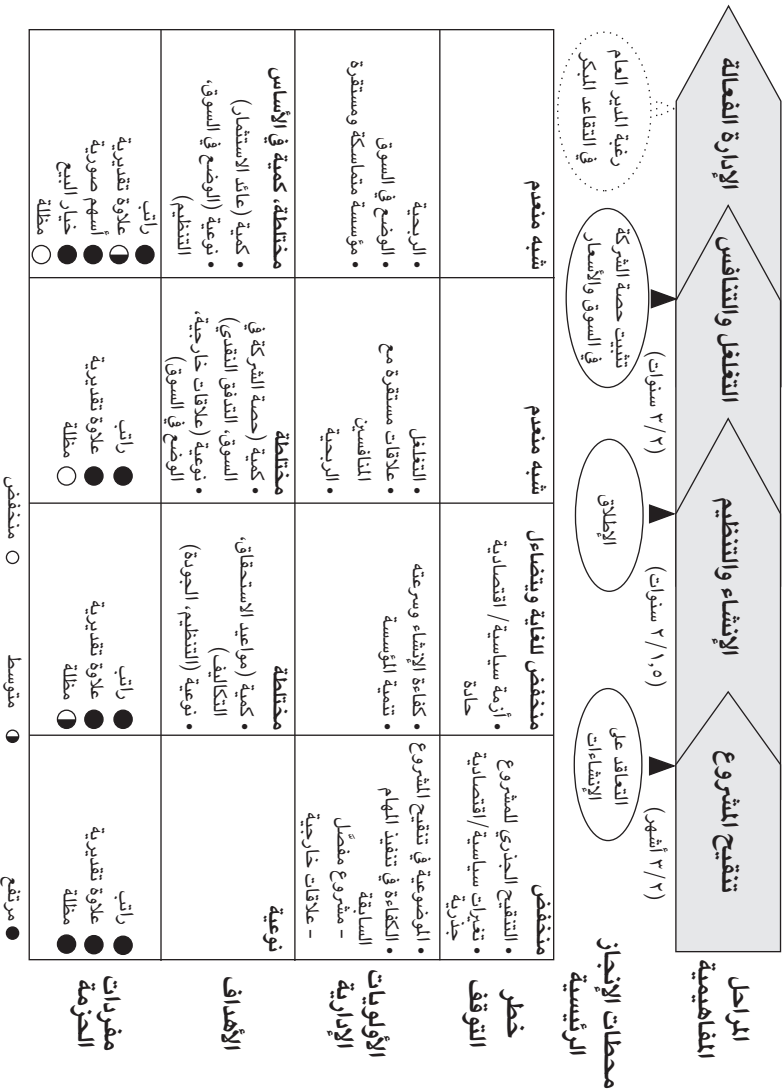 المراحل
المفاهيمية
تنقيح المشروع
الإنشاء والتنظيم
التغلغل والتنافس
الإدارة الفعالة
محطات الإنجاز
الرئيسية
(٢/ ٣ أشهر)
التعاقد على
الإنشاءات
(١,٥/ ٢ سنوات)
الإطلاق
(٢/ ٣ سنوات)
تثبيت حصة الشركة
في السوق والأسعار
رغبة المدير العام
في التقاعد المبكر
خطر
التوقف
منخفض
• التنقيح الجذري للمشروع
• تغيرات سياسية/اقتصادية
جذرية
منخفض للغاية ويتضاءل
• أزمة سياسية/ اقتصادية
حادة
شبه منعدم
شبه منعدم
الأولويات
الإدارية
• الموضوعية في تنقيح المشروع
• الكفاءة في تنفيذ المهام
السابقة
- مشروع مفصَّل
- علاقات خارجية
• كفاءة الإنشاء وسرعته
• تنمية المؤسسة
• التغلغل
• علاقات مستقرة مع
المنافسين
• الربحية
• الربحية
• الوضع في السوق
• مؤسسة متماسكة ومستقرة
الأهداف
نوعية
مختلطة
• كمية (مواعيد الاستحقاق،
التكاليف)
• نوعية (التنظيم، الجودة)
مختلطة
• كمية (حصة الشركة في
السوق، التدفق النقدي)
• نوعية (علاقات خارجية،
الوضع في السوق)
مختلطة، كمية في الأساس
• كمية (عائد الاستثمار)
• نوعية (الوضع في السوق،
التنظيم)
مفردات
الحزمة
راتب
علاوة تقديرية
مظلة
راتب
علاوة تقديرية
مظلة
راتب
علاوة تقديرية
مظلة
راتب
علاوة تقديرية
أسهم صورية
خيار البيع
مظلة
مرتفع
متوسط
منخفض